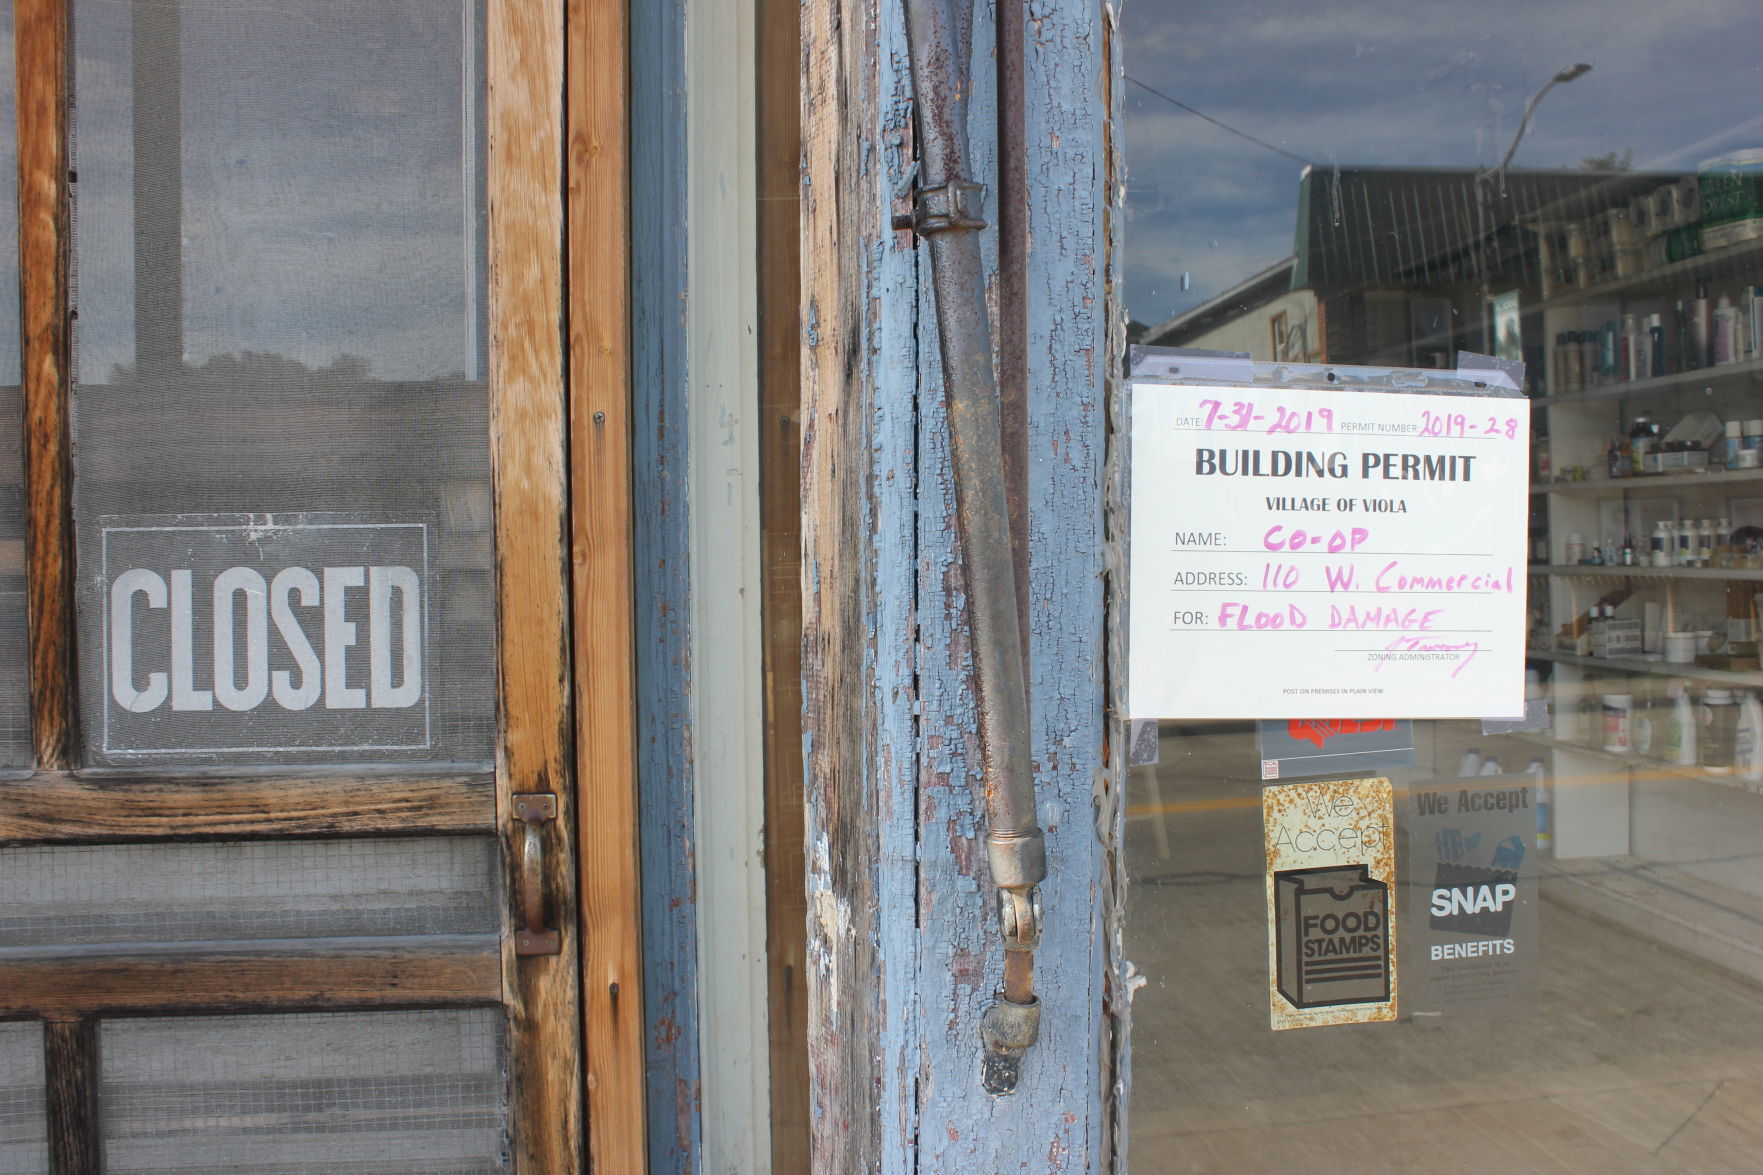 CLOSED
DATE: 7-31-2019 PERMIT NUMBER: 2019-28
BUILDING PERMIT
VILLAGE OF VIOLA
NAME: CO-OP
ADDRESS: 110 W. Commercial
FOR: FLOOD DAMAGE
ZONING ADMINISTRATOR
POST ON PREMISES IN PLAIN VIEW
We
Accept
FOOD
STAMPS
We Accept
SNAP
BENEFITS
GREEN
FOREST